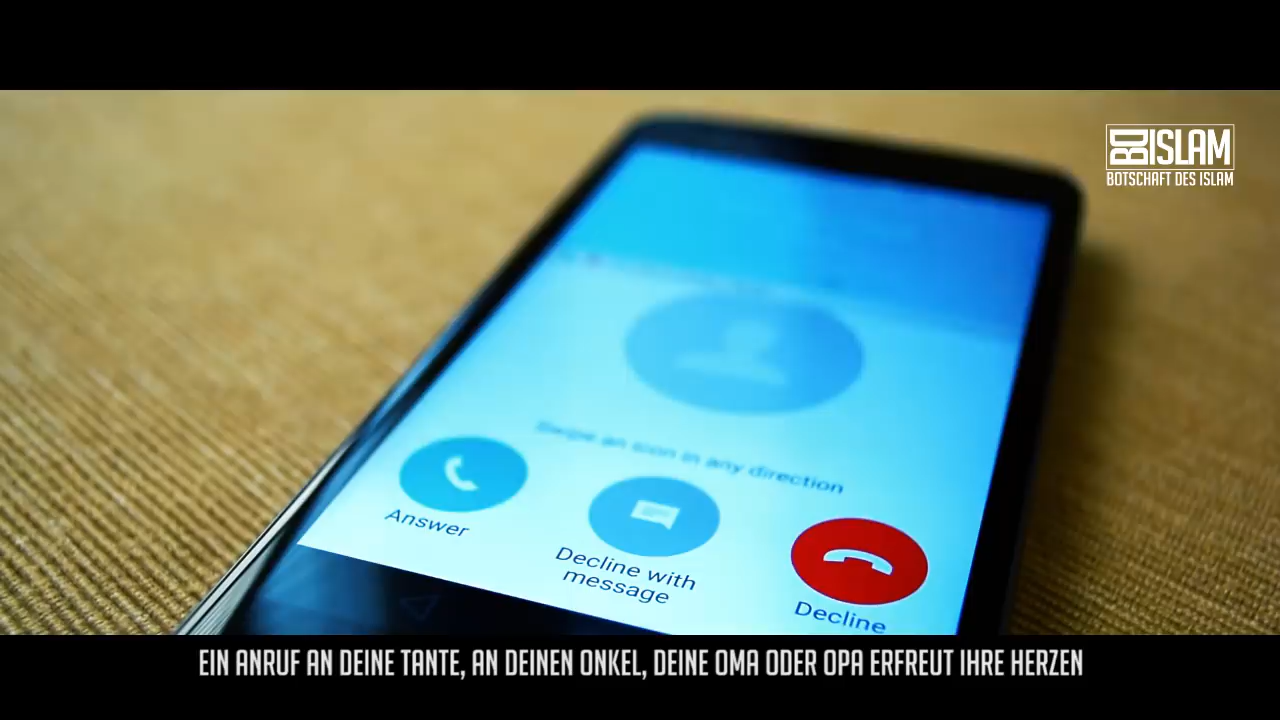 BDISLAM
BOTSCHAFT DES ISLAM
Swipe an icon in any direction
Answer
Decline with
message
Decline
EIN ANRUF AN DEINE TANTE, AN DEINEN ONKEL, DEINE OMA ODER OPA ERFREUT IHRE HERZEN